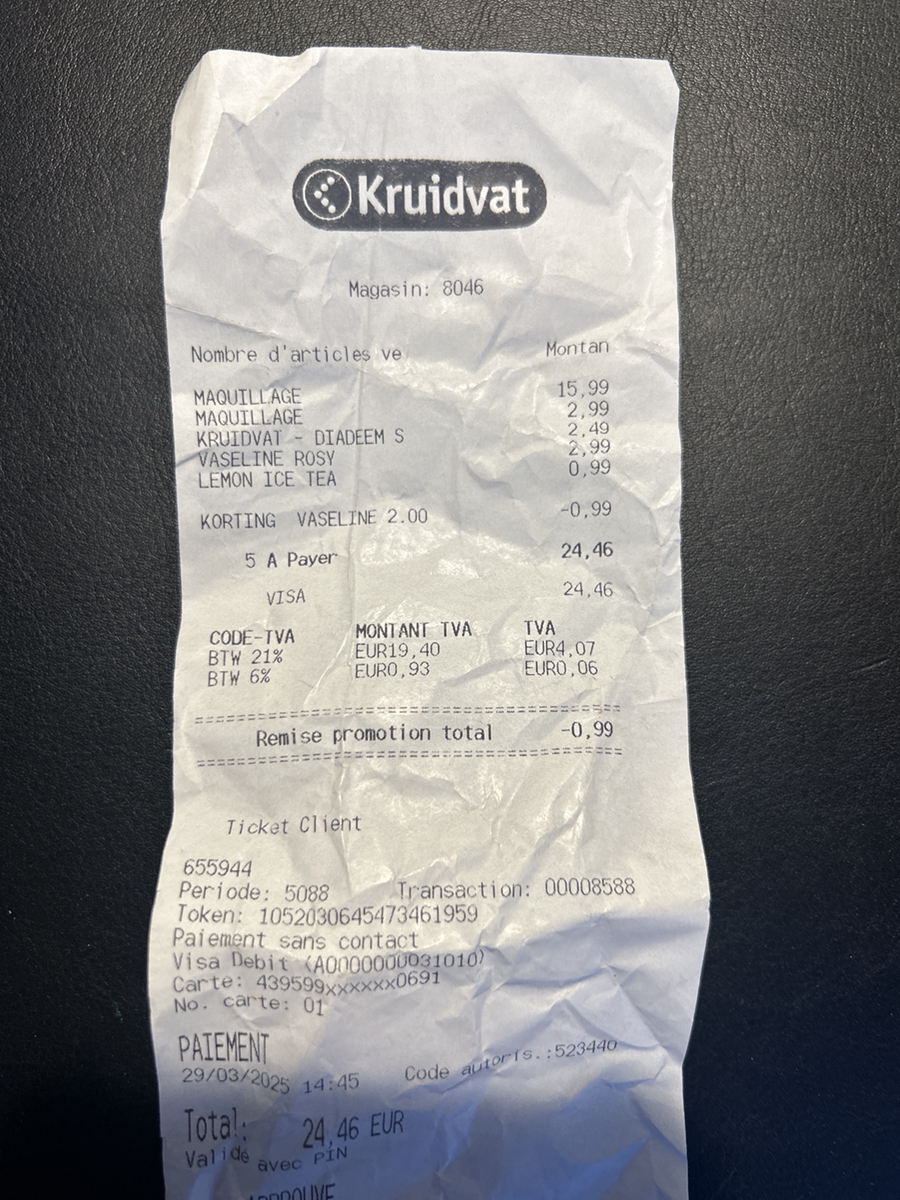 Kruidvat
Magasin: 8046
Nombre d'articles ve Montan
MAQUILLAGE 15,99
MAQUILLAGE 2,99
KRUIDVAT - DIADEEM S 2,49
VASELINE ROSY 2,99
LEMON ICE TEA 0,99
KORTING VASELINE 2.00 -0,99
5 A Payer 24,46
VISA 24,46
CODE-TVA MONTANT TVA TVA
BTW 21% EUR19,40 EUR4,07
BTW 6% EUR0,93 EUR0,06
==========================================
Remise promotion total -0,99
==========================================
Ticket Client
655944
Periode: 5088 Transaction: 00008588
Token: 1052030645473461959
Paiement sans contact
Visa Debit (A0000000031010)
Carte: 439599xxxxxx0691
No. carte: 01
PAIEMENT
29/03/2025 14:45 Code autoris.:523440
Total: 24,46 EUR
Validé avec PIN
APPROUVE